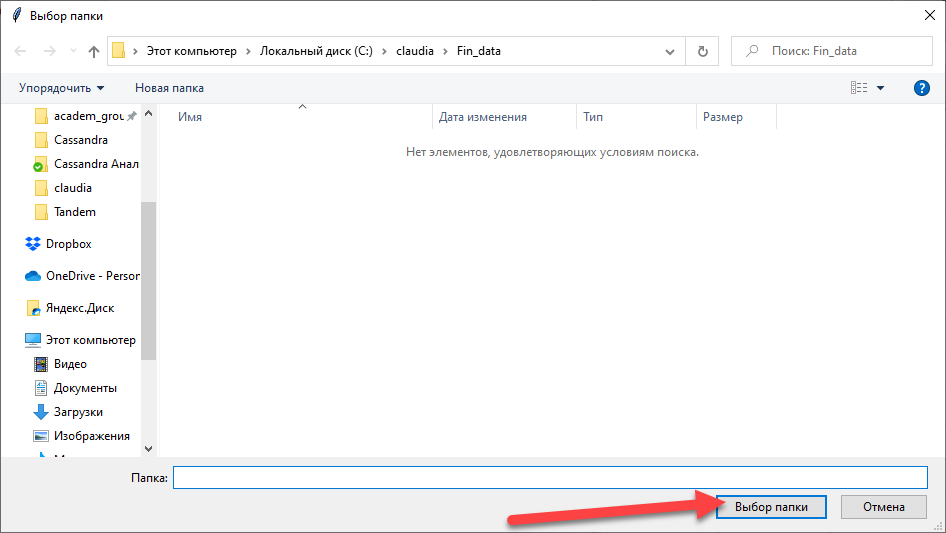 Выбор папки
Этот компьютер > Локальный диск (C:) > claudia > Fin_data
Поиск: Fin_data
Упорядочить
Новая папка
?
academ_grou
Cassandra
Cassandra Анал
claudia
Tandem
Dropbox
OneDrive - Person
Яндекс.Диск
Этот компьютер
Видео
Документы
Загрузки
Изображения
Имя
Дата изменения
Тип
Размер
Нет элементов, удовлетворяющих условиям поиска.
Папка:
Выбор папки
Отмена